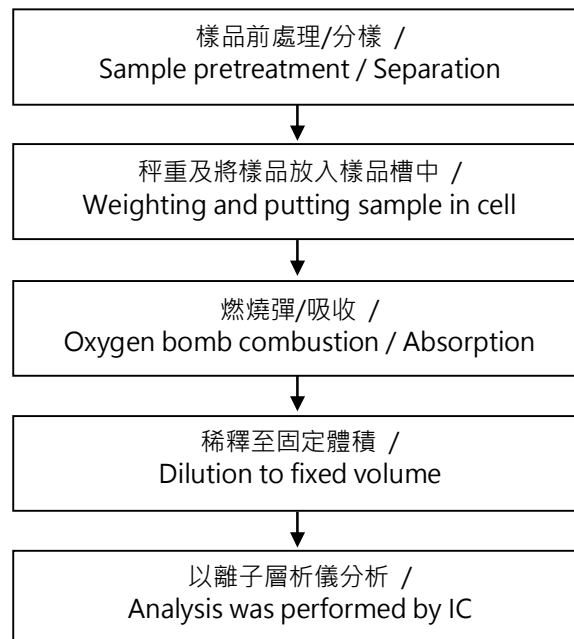 樣品前處理/分樣 /
Sample pretreatment / Separation
秤重及將樣品放入樣品槽中 /
Weighting and putting sample in cell
燃燒彈/吸收 /
Oxygen bomb combustion / Absorption
稀釋至固定體積 /
Dilution to fixed volume
以離子層析儀分析 /
Analysis was performed by IC